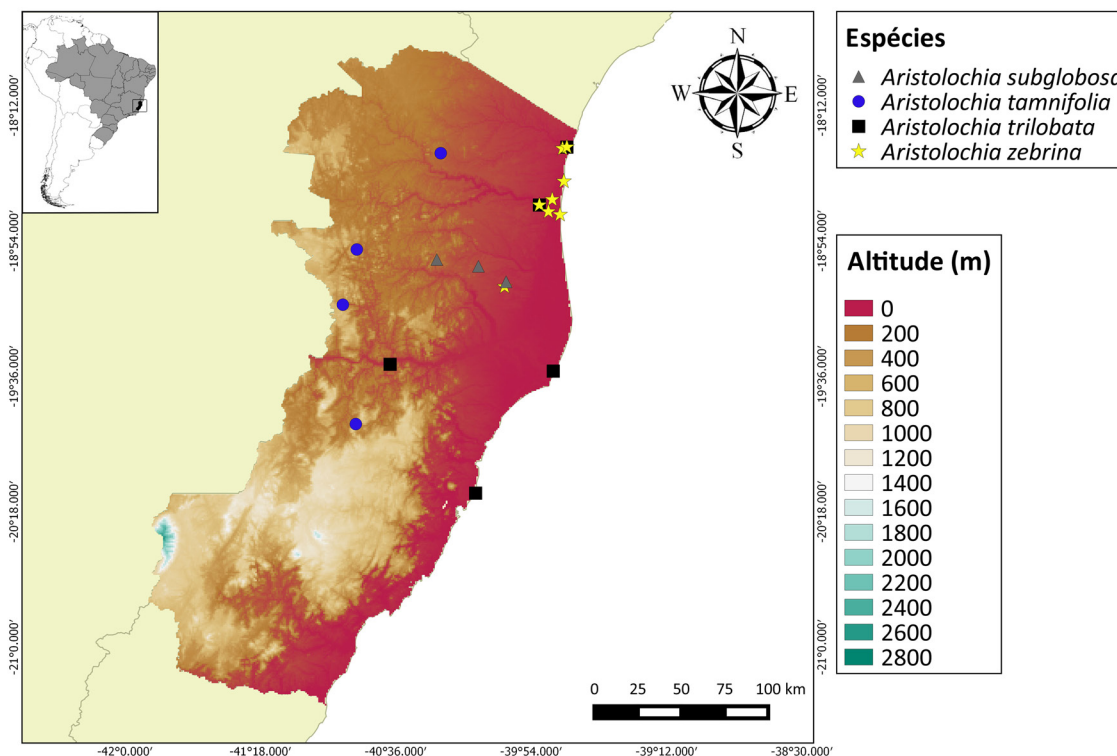 N
W
E
S
Espécies
Aristolochia subglobosa
Aristolochia tamnifolia
Aristolochia trilobata
Aristolochia zebrina
Altitude (m)
0
200
400
600
800
1000
1200
1400
1600
1800
2000
2200
2400
2600
2800
-18°12.000′
-18°54.000′
-19°36.000′
-20°18.000′
-21°0.000′
-18°12.000′
-18°54.000′
-19°36.000′
-20°18.000′
-21°0.000′
0 25 50 75 100 km
-42°0.000′ -41°18.000′ -40°36.000′ -39°54.000′ -39°12.000′ -38°30.000′